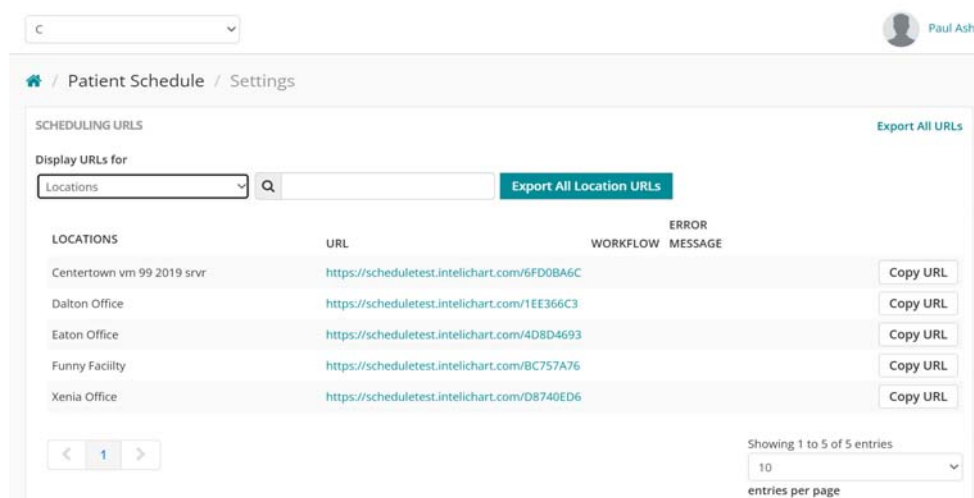 C
Paul Ash
/ Patient Schedule / Settings
SCHEDULING URLS
Export All URLs
Display URLs for
Locations
Export All Location URLs
LOCATIONS URL WORKFLOW ERROR MESSAGE
Centertown vm 99 2019 srvr https://scheduletest.intelichart.com/6FD0BA6C Copy URL
Dalton Office https://scheduletest.intelichart.com/1EE366C3 Copy URL
Eaton Office https://scheduletest.intelichart.com/4D8D4693 Copy URL
Funny Faciilty https://scheduletest.intelichart.com/BC757A76 Copy URL
Xenia Office https://scheduletest.intelichart.com/D8740ED6 Copy URL
< 1 >
Showing 1 to 5 of 5 entries
10
entries per page